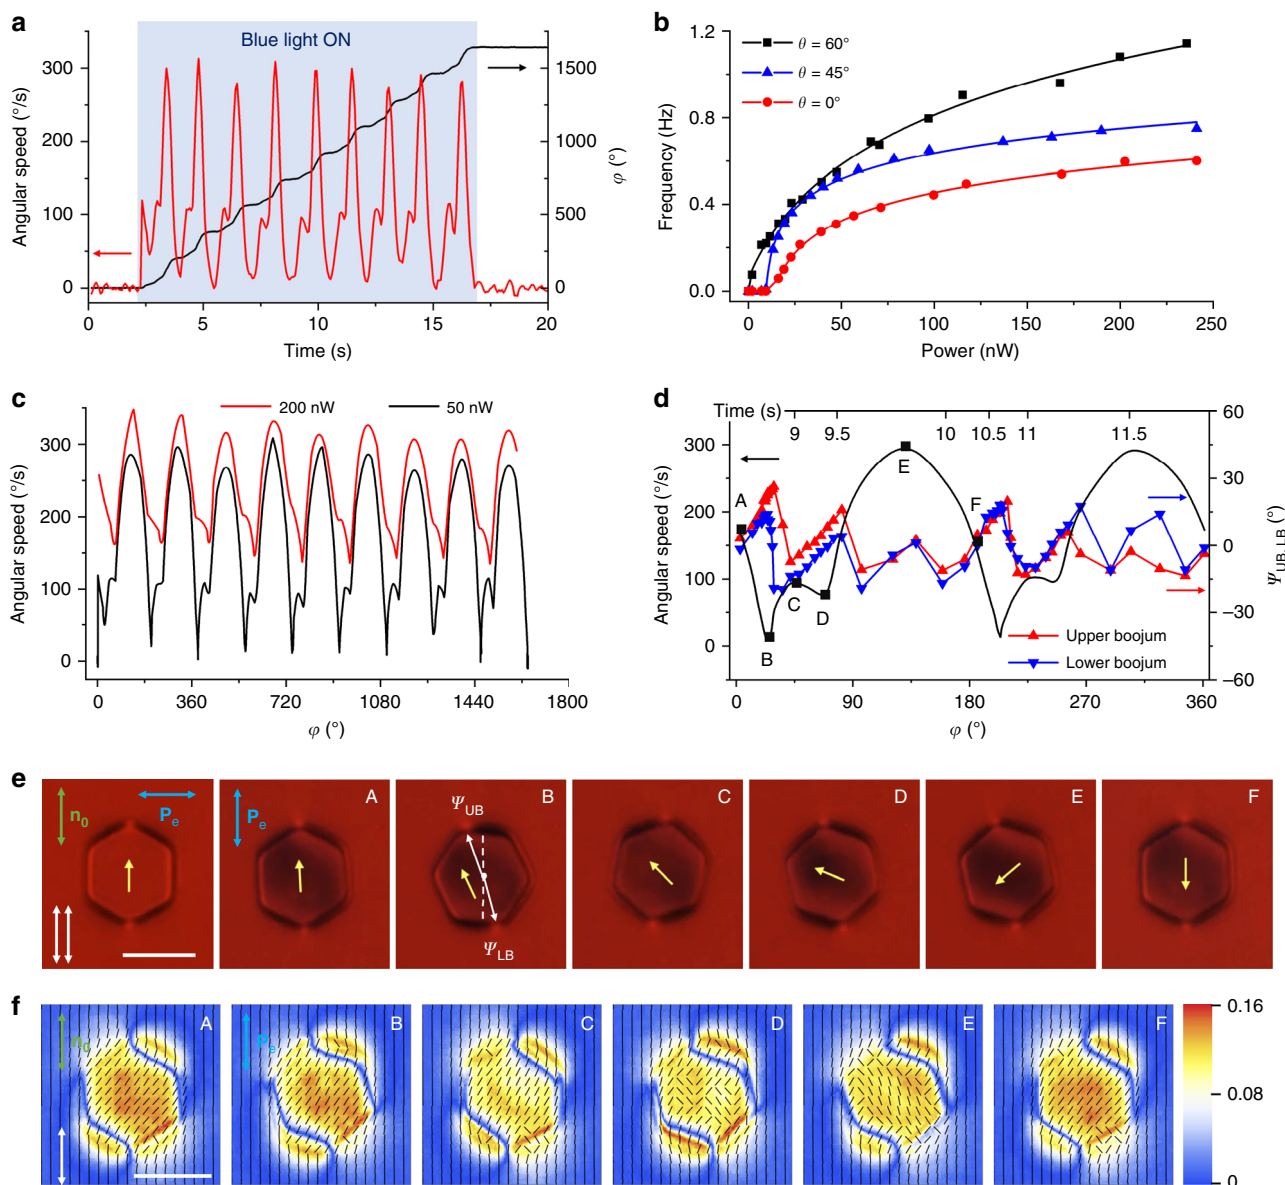 a
Blue light ON
Angular speed (°/s)
300
200
100
0
1500
1000
500
0
φ (°)
0
5
10
15
20
Time (s)
b
θ = 60°
θ = 45°
θ = 0°
Frequency (Hz)
1.2
0.8
0.4
0.0
0
50
100
150
200
250
Power (nW)
c
200 nW
50 nW
Angular speed (°/s)
300
200
100
0
0
360
720
1080
1440
1800
φ (°)
d
Time (s)
9
9.5
10
10.5
11
11.5
Angular speed (°/s)
300
200
100
0
60
30
0
−30
−60
Ψ UB, LB (°)
A
B
C
D
E
F
Upper boojum
Lower boojum
0
90
180
270
360
φ (°)
e
n0
Pe
Pe
A
B
ΨUB
ΨLB
C
D
E
F
f
n0
A
Pe
B
C
D
E
F
0.16
0.08
0